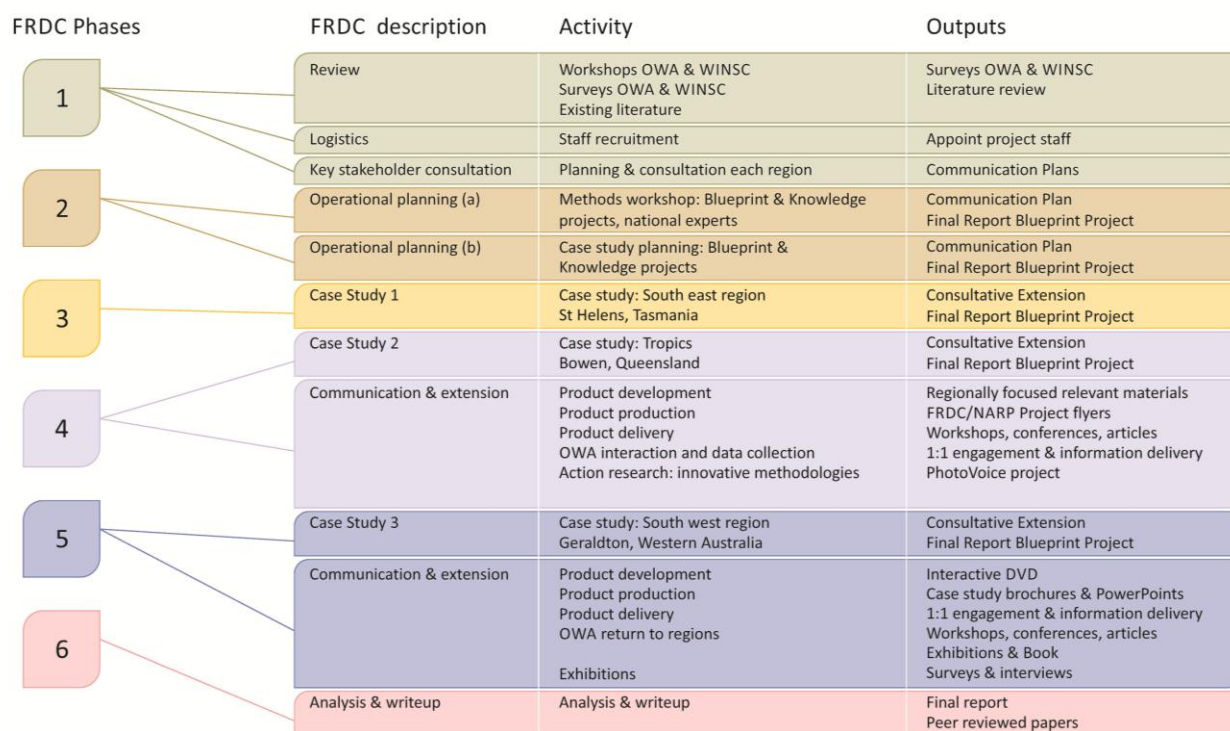 FRDC Phases
FRDC description
Activity
Outputs
1
Review
Workshops OWA & WINSC
Surveys OWA & WINSC
Existing literature
Surveys OWA & WINSC
Literature review
Logistics
Staff recruitment
Appoint project staff
Key stakeholder consultation
Planning & consultation each region
Communication Plans
2
Operational planning (a)
Methods workshop: Blueprint & Knowledge
projects, national experts
Communication Plan
Final Report Blueprint Project
Operational planning (b)
Case study planning: Blueprint &
Knowledge projects
Communication Plan
Final Report Blueprint Project
3
Case Study 1
Case study: South east region
St Helens, Tasmania
Consultative Extension
Final Report Blueprint Project
4
Case Study 2
Case study: Tropics
Bowen, Queensland
Consultative Extension
Final Report Blueprint Project
Communication & extension
Product development
Product production
Product delivery
OWA interaction and data collection
Action research: innovative methodologies
Regionally focused relevant materials
FRDC/NARP Project flyers
Workshops, conferences, articles
1:1 engagement & information delivery
PhotoVoice project
5
Case Study 3
Case study: South west region
Geraldton, Western Australia
Consultative Extension
Final Report Blueprint Project
Communication & extension
Product development
Product production
Product delivery
OWA return to regions
Exhibitions
Interactive DVD
Case study brochures & PowerPoints
1:1 engagement & information delivery
Workshops, conferences, articles
Exhibitions & Book
Surveys & interviews
6
Analysis & writeup
Analysis & writeup
Final report
Peer reviewed papers